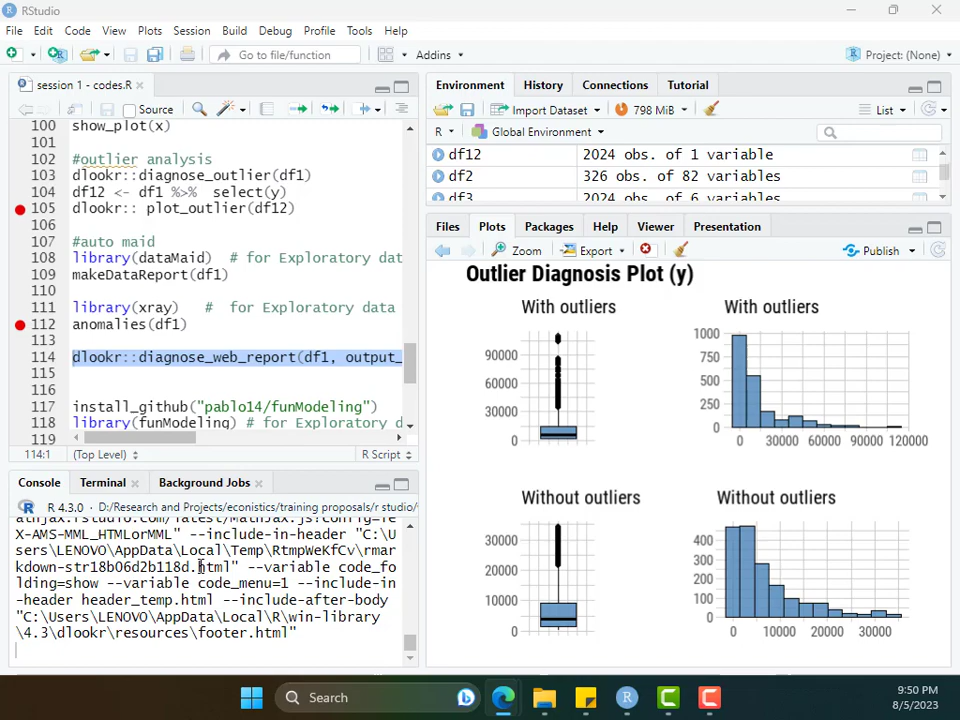 RStudio
File Edit Code View Plots Session Build Debug Profile Tools Help
Go to file/function
Addins
Project: (None)
session 1 - codes.R
Source
100 show_plot(x)
101
102 #outlier analysis
103 dlookr::diagnose_outlier(df1)
104 df12 <- df1 %>% select(y)
105 dlookr:: plot_outlier(df12)
106
107 #auto maid
108 library(dataMaid) # for Exploratory dat
109 makeDataReport(df1)
110
111 library(xray) # for Exploratory data
112 anomalies(df1)
113
114 dlookr::diagnose_web_report(df1, output_
115
116
117 install_github("pablo14/funModeling")
118 library(funModeling) # for Exploratory d
119
114:1 (Top Level) R Script
Console Terminal Background Jobs
R 4.3.0 · D:/Research and Projects/econistics/training proposals/r studio/
athjax.rstudio.com/latest/MathJax.js?config=Te
X-AMS-MML_HTMLorMML" --include-in-header "C:\U
sers\LENOVO\AppData\Local\Temp\RtmpWeKfCv\rmar
kdown-str18b06d2b118d.html" --variable code_fo
lding=show --variable code_menu=1 --include-in
-header header_temp.html --include-after-body
"C:\Users\LENOVO\AppData\Local\R\win-library
\4.3\dlookr\resources\footer.html"
Environment History Connections Tutorial
Import Dataset 798 MiB List
R Global Environment
df12 2024 obs. of 1 variable
df2 326 obs. of 82 variables
df3 2024 obs. of 6 variables
Files Plots Packages Help Viewer Presentation
Zoom Export Publish
Outlier Diagnosis Plot (y)
With outliers
90000
60000
30000
0
With outliers
1000
750
500
250
0
0 30000 60000 90000 120000
Without outliers
30000
20000
10000
0
Without outliers
400
300
200
100
0
0 10000 20000 30000
Search
9:50 PM
8/5/2023